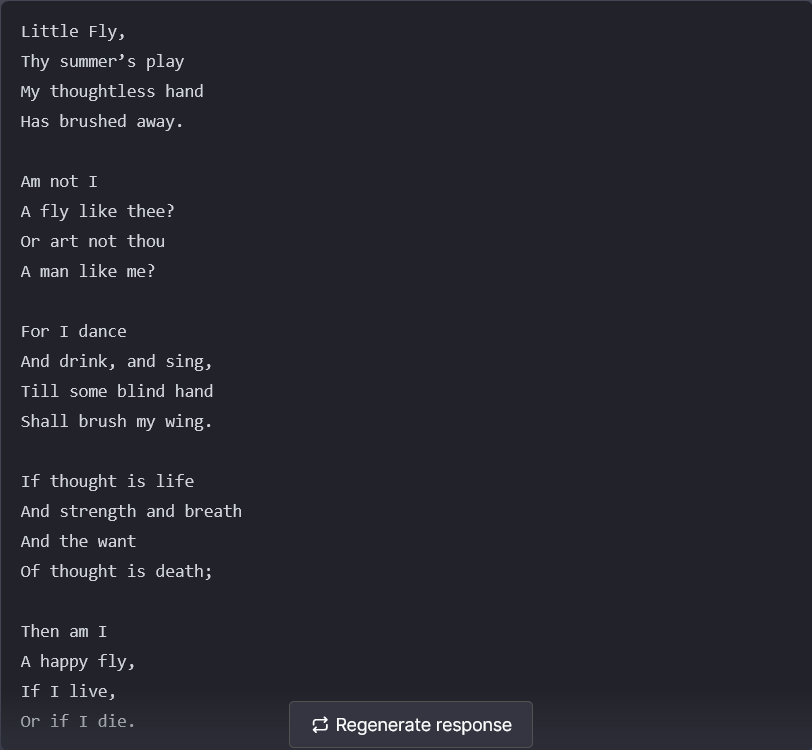 Little Fly,
Thy summer’s play
My thoughtless hand
Has brushed away.

Am not I
A fly like thee?
Or art not thou
A man like me?

For I dance
And drink, and sing,
Till some blind hand
Shall brush my wing.

If thought is life
And strength and breath
And the want
Of thought is death;

Then am I
A happy fly,
If I live,
Or if I die.
Regenerate response